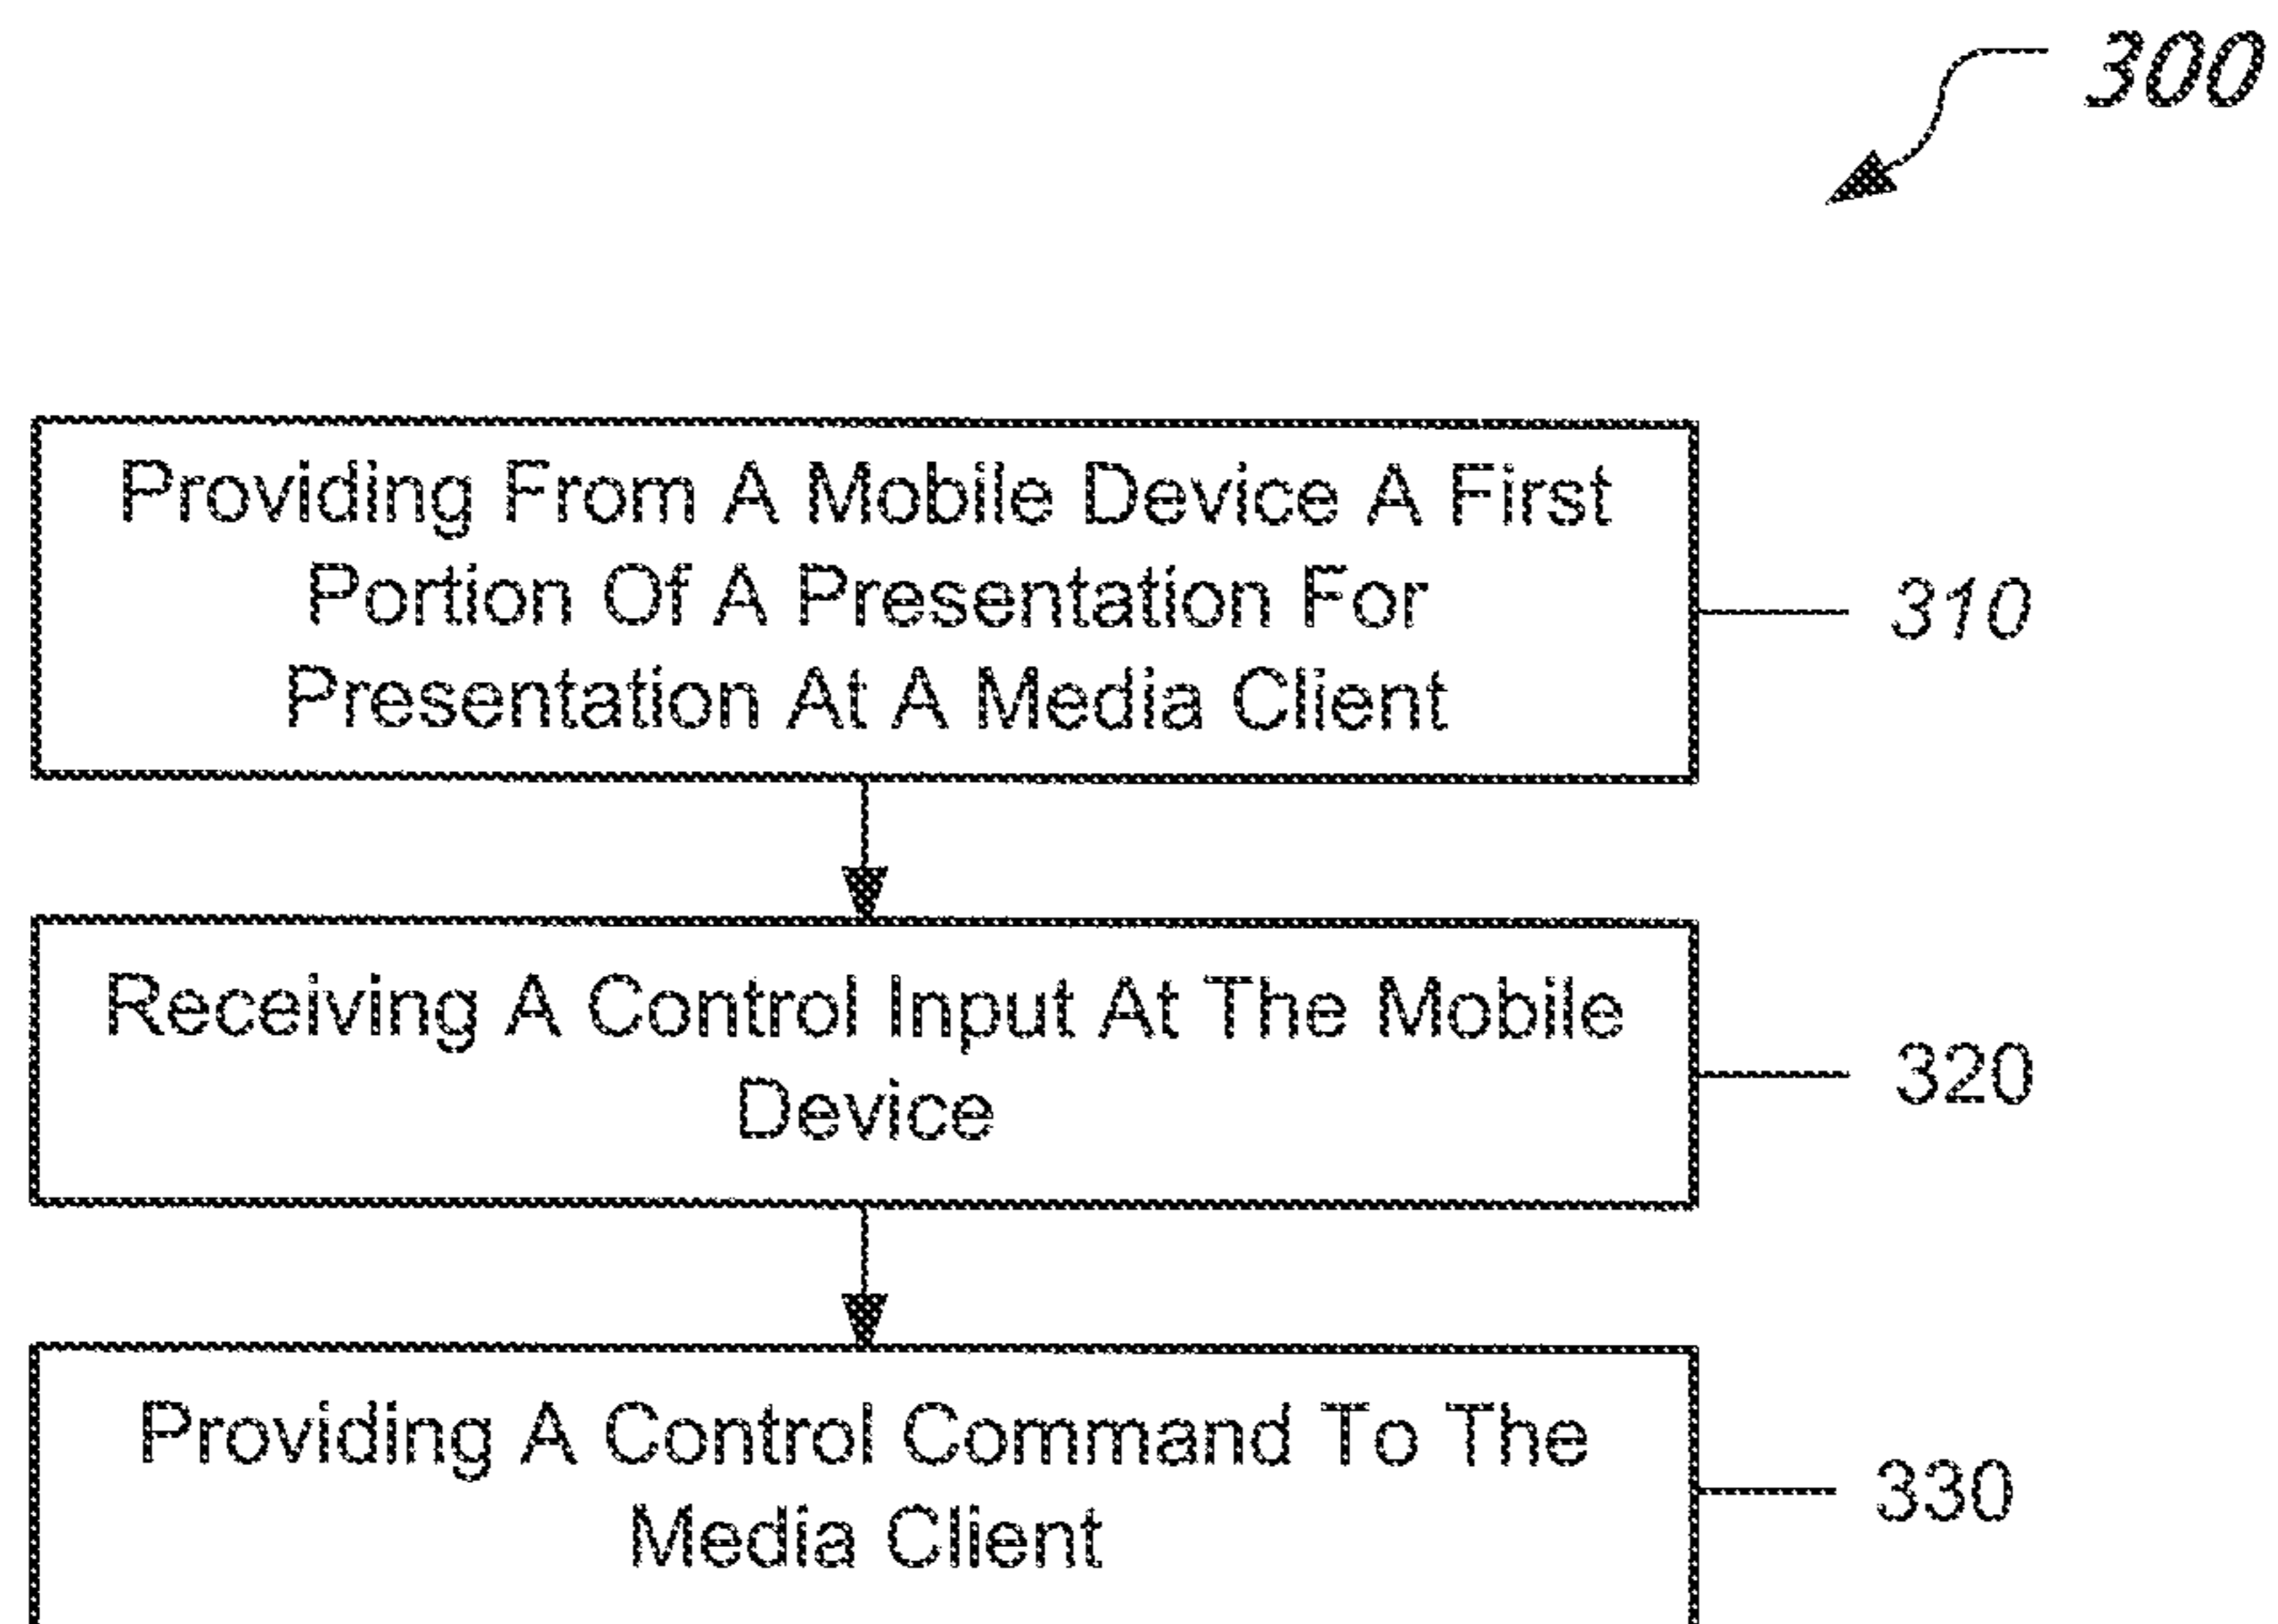 300
Providing From A Mobile Device A First
Portion Of A Presentation For
Presentation At A Media Client
310
Receiving A Control Input At The Mobile
Device
320
Providing A Control Command To The
Media Client
330